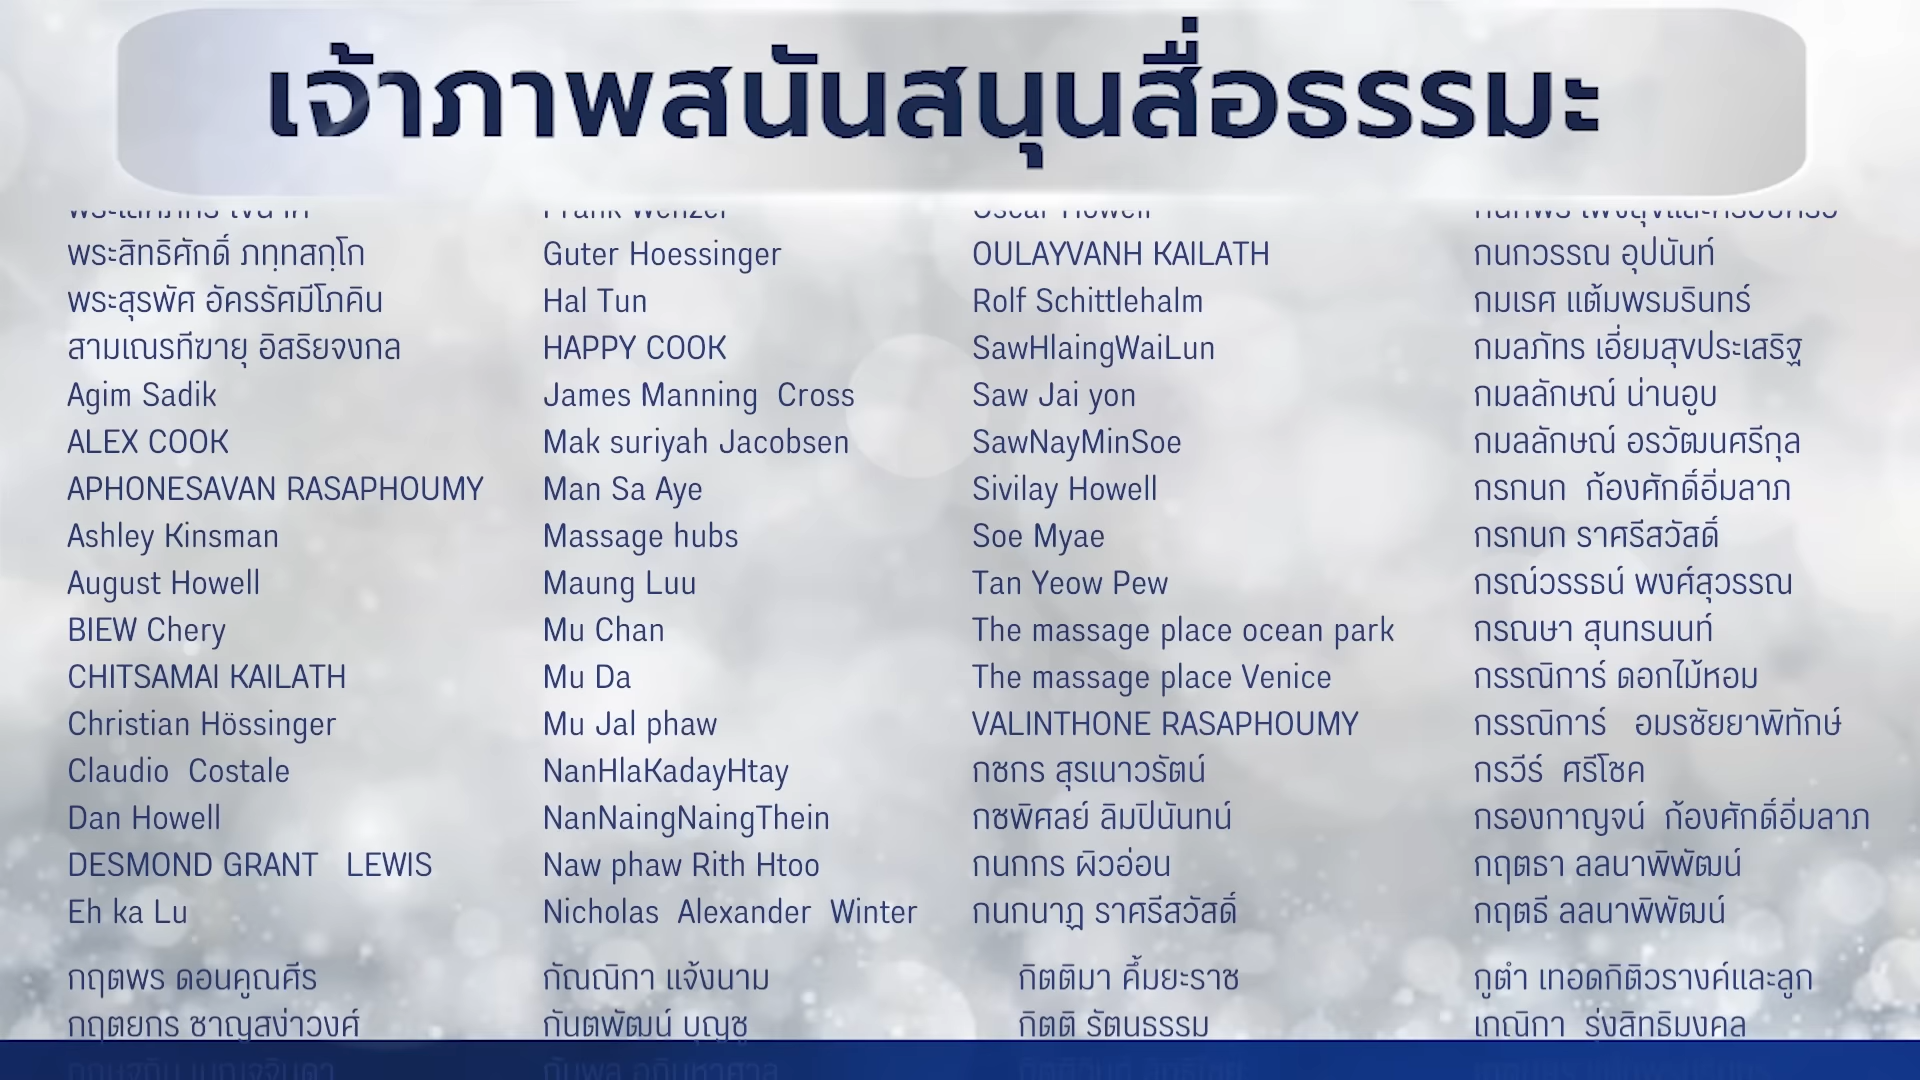 เจ้าภาพสนันสนุนสื่อธรรมะ
พระสิทธิศักดิ์ ภทฺทสกฺโก
พระสุรพัศ อัครรัศมีโภคิน
สามเณรทีฆายุ อิสริยจงกล
Agim Sadik
ALEX COOK
APHONESAVAN RASAPHOUMY
Ashley Kinsman
August Howell
BIEW Chery
CHITSAMAI KAILATH
Christian Hössinger
Claudio Costale
Dan Howell
DESMOND GRANT LEWIS
Eh ka Lu
กฤตพร ดอนคูณศีร
กฤตยกร ชาญสง่าวงศ์
Frank Wenzel
Guter Hoessinger
Hal Tun
HAPPY COOK
James Manning Cross
Mak suriyah Jacobsen
Man Sa Aye
Massage hubs
Maung Luu
Mu Chan
Mu Da
Mu Jal phaw
NanHlaKadayHtay
NanNaingNaingThein
Naw phaw Rith Htoo
Nicholas Alexander Winter
กัณณิกา แจ้งนาม
กันตพัฒน์ บุญชู
Oscar Howell
OULAYVANH KAILATH
Rolf Schittlehalm
SawHlaingWaiLun
Saw Jai yon
SawNayMinSoe
Sivilay Howell
Soe Myae
Tan Yeow Pew
The massage place ocean park
The massage place Venice
VALINTHONE RASAPHOUMY
กชกร สุรเนาวรัตน์
กชพิศลย์ ลิมปินันทน์
กนกกร ผิวอ่อน
กนกนาฏ ราศรีสวัสดิ์
กิตติมา คิ้มยะราช
กิตติ รัตนธรรม
กนกวรรณ อุปนันท์
กมเรศ แต้มพรมรินทร์
กมลภัทร เอี่ยมสุขประเสริฐ
กมลลักษณ์ น่านอูบ
กมลลักษณ์ อรวัฒนศรีกุล
กรกนก ก้องศักดิ์อิ่มลาภ
กรกนก ราศรีสวัสดิ์
กรณ์วรรธน์ พงศ์สุวรรณ
กรณษา สุนทรนนท์
กรรณิการ์ ดอกไม้หอม
กรรณิการ์ อมรชัยยาพิทักษ์
กรวีร์ ศรีโชค
กรองกาญจน์ ก้องศักดิ์อิ่มลาภ
กฤตธา ลลนาพิพัฒน์
กฤตธี ลลนาพิพัฒน์
กูตำ เทอดกิติวรางค์และลูก
เกณิกา รุ่งสิทธิมงคล